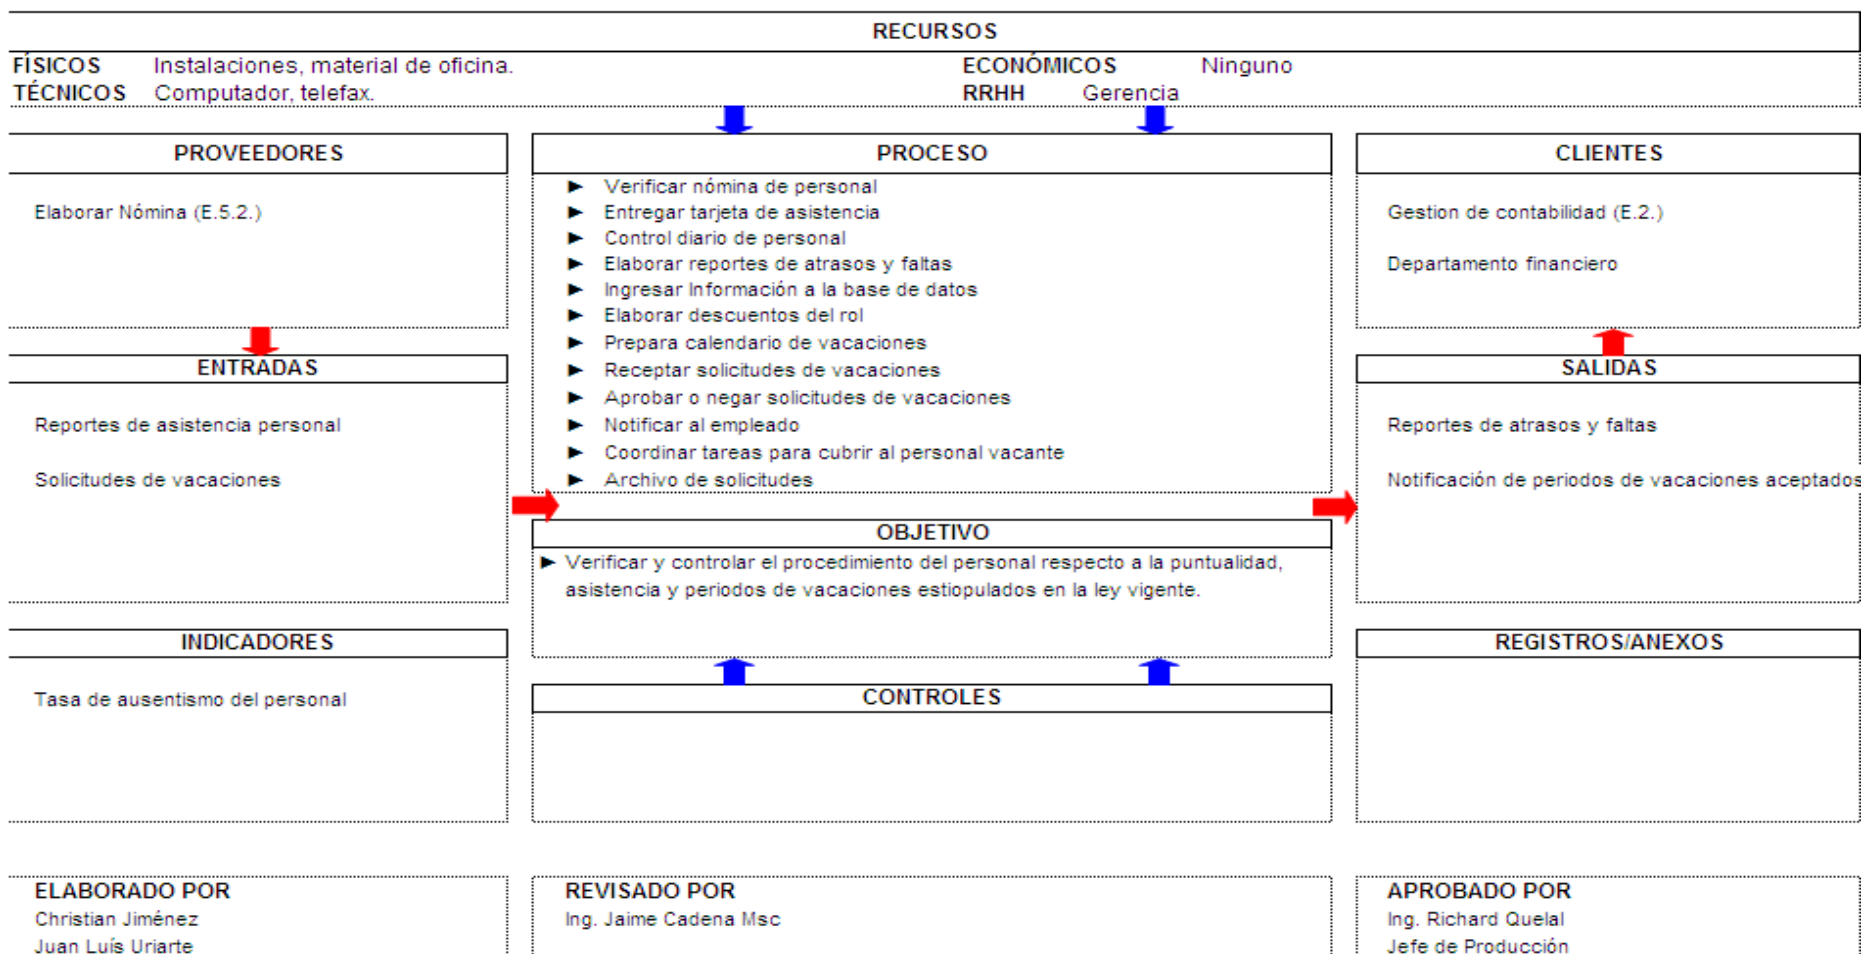 RECURSOS
FÍSICOS Instalaciones, material de oficina. ECONÓMICOS Ninguno
TÉCNICOS Computador, telefax. RRHH Gerencia
PROVEEDORES
Elaborar Nómina (E.5.2.)
ENTRADAS
Reportes de asistencia personal
Solicitudes de vacaciones
INDICADORES
Tasa de ausentismo del personal
PROCESO
► Verificar nómina de personal
► Entregar tarjeta de asistencia
► Control diario de personal
► Elaborar reportes de atrasos y faltas
► Ingresar Información a la base de datos
► Elaborar descuentos del rol
► Prepara calendario de vacaciones
► Receptar solicitudes de vacaciones
► Aprobar o negar solicitudes de vacaciones
► Notificar al empleado
► Coordinar tareas para cubrir al personal vacante
► Archivo de solicitudes
OBJETIVO
► Verificar y controlar el procedimiento del personal respecto a la puntualidad,
asistencia y periodos de vacaciones estiopulados en la ley vigente.
CONTROLES
CLIENTES
Gestion de contabilidad (E.2.)
Departamento financiero
SALIDAS
Reportes de atrasos y faltas
Notificación de periodos de vacaciones aceptados
REGISTROS/ANEXOS
ELABORADO POR
Christian Jiménez
Juan Luís Uriarte
REVISADO POR
Ing. Jaime Cadena Msc
APROBADO POR
Ing. Richard Quelal
Jefe de Producción